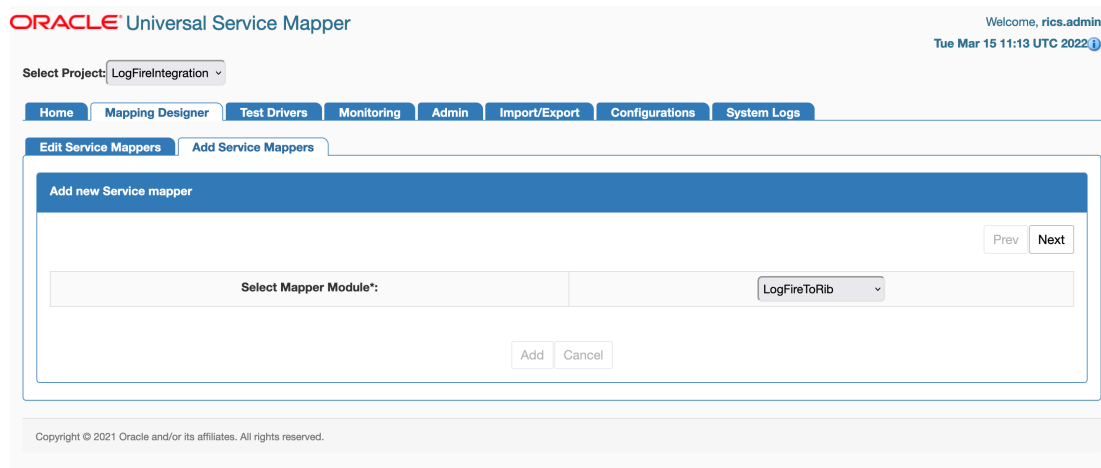 ORACLE® Universal Service Mapper
Welcome, rics.admin
Tue Mar 15 11:13 UTC 2022
Select Project: LogFireIntegration
Home Mapping Designer Test Drivers Monitoring Admin Import/Export Configurations System Logs
Edit Service Mappers Add Service Mappers
Add new Service mapper
Prev Next
Select Mapper Module*: LogFireToRib
Add Cancel
Copyright © 2021 Oracle and/or its affiliates. All rights reserved.